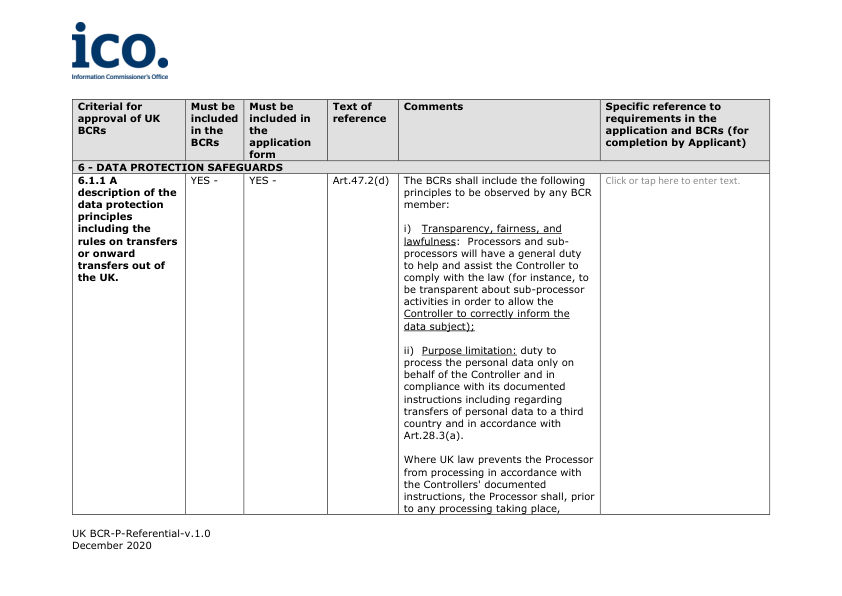 ico.
Information Commissioner's Office
Criterial for
approval of UK
BCRs
Must be
included
in the
BCRs
Must be
included in
the
application
form
Text of
reference
Comments
Specific reference to
requirements in the
application and BCRs (for
completion by Applicant)
6 - DATA PROTECTION SAFEGUARDS
6.1.1 A
description of the
data protection
principles
including the
rules on transfers
or onward
transfers out of
the UK.
YES -
YES -
Art.47.2(d)
The BCRs shall include the following
principles to be observed by any BCR
member:
i) Transparency, fairness, and
lawfulness: Processors and sub-
processors will have a general duty
to help and assist the Controller to
comply with the law (for instance, to
be transparent about sub-processor
activities in order to allow the
Controller to correctly inform the
data subject);
ii) Purpose limitation: duty to
process the personal data only on
behalf of the Controller and in
compliance with its documented
instructions including regarding
transfers of personal data to a third
country and in accordance with
Art.28.3(a).
Where UK law prevents the Processor
from processing in accordance with
the Controllers' documented
instructions, the Processor shall, prior
to any processing taking place,
Click or tap here to enter text.
UK BCR-P-Referential-v.1.0
December 2020